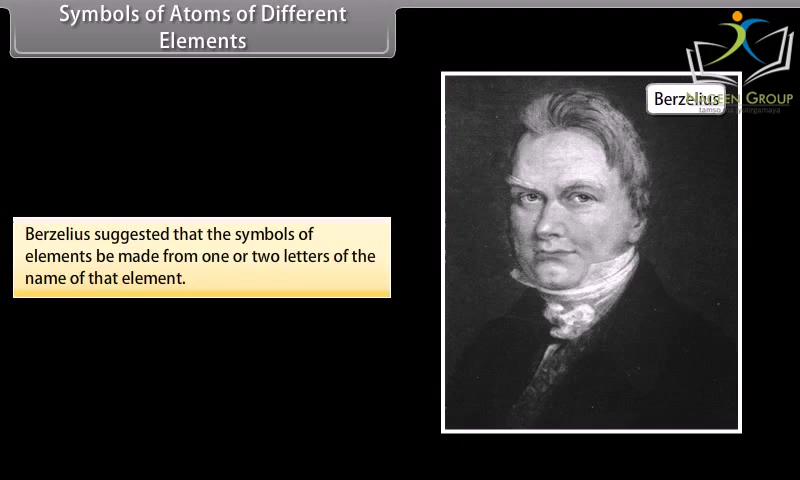 Symbols of Atoms of Different
Elements
Berzelius
NAVEEN GROUP
Berzelius suggested that the symbols of
elements be made from one or two letters of the
name of that element.